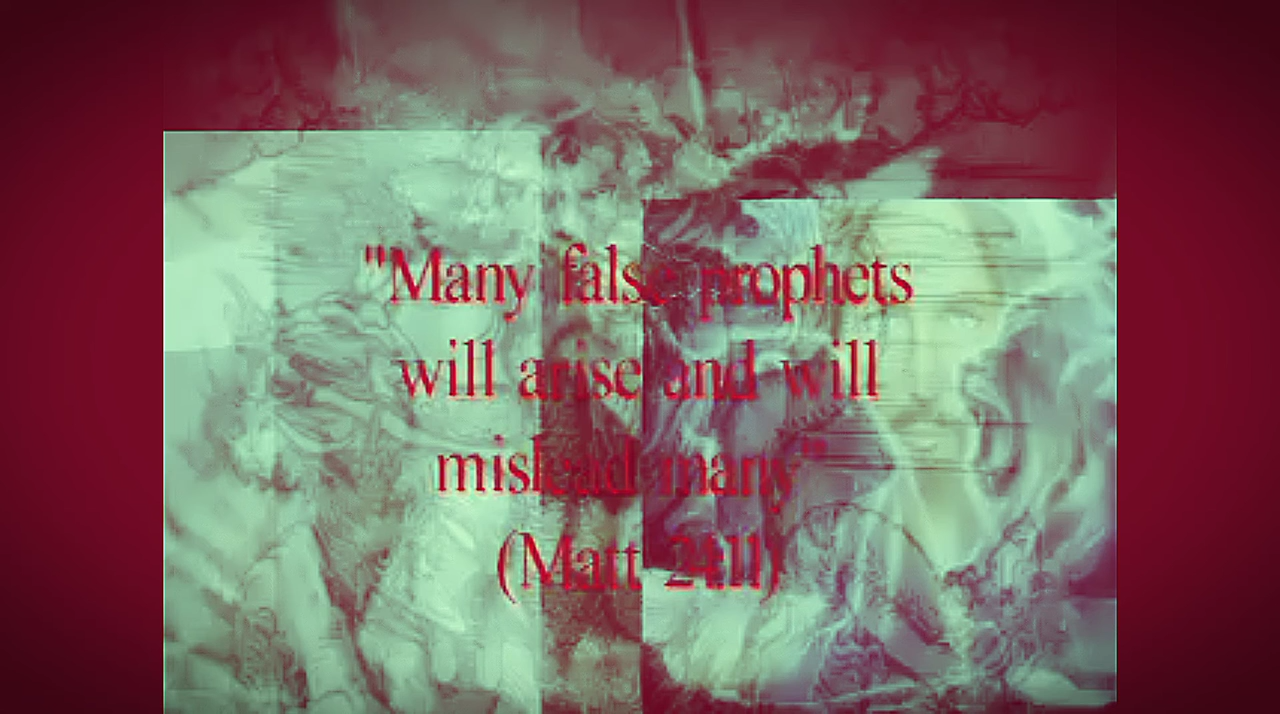 "Many false prophets
will arise and will
mislead many"
(Matt 24:11)